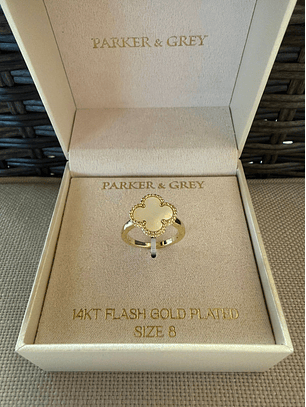 PARKER & GREY
PARKER & GREY
14KT FLASH GOLD PLATED
SIZE 8